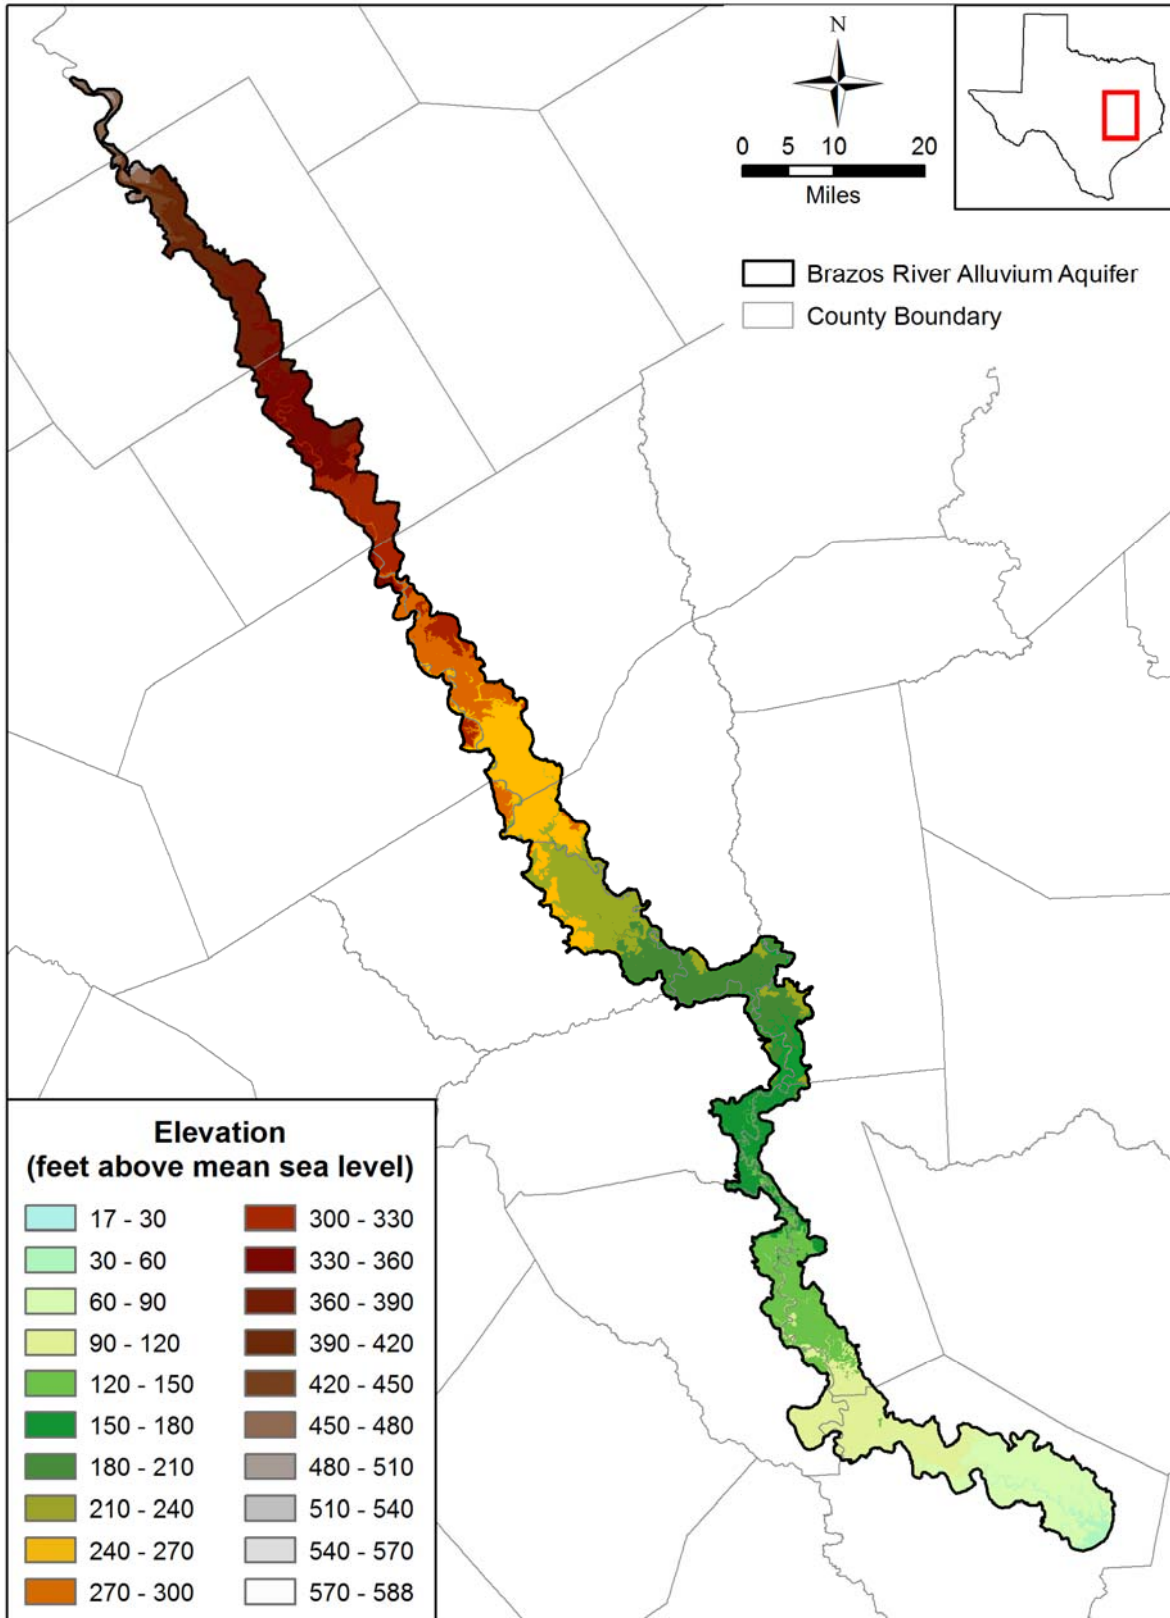 N
0 5 10 20
Miles
Brazos River Alluvium Aquifer
County Boundary
Elevation
(feet above mean sea level)
17 - 30
30 - 60
60 - 90
90 - 120
120 - 150
150 - 180
180 - 210
210 - 240
240 - 270
270 - 300
300 - 330
330 - 360
360 - 390
390 - 420
420 - 450
450 - 480
480 - 510
510 - 540
540 - 570
570 - 588